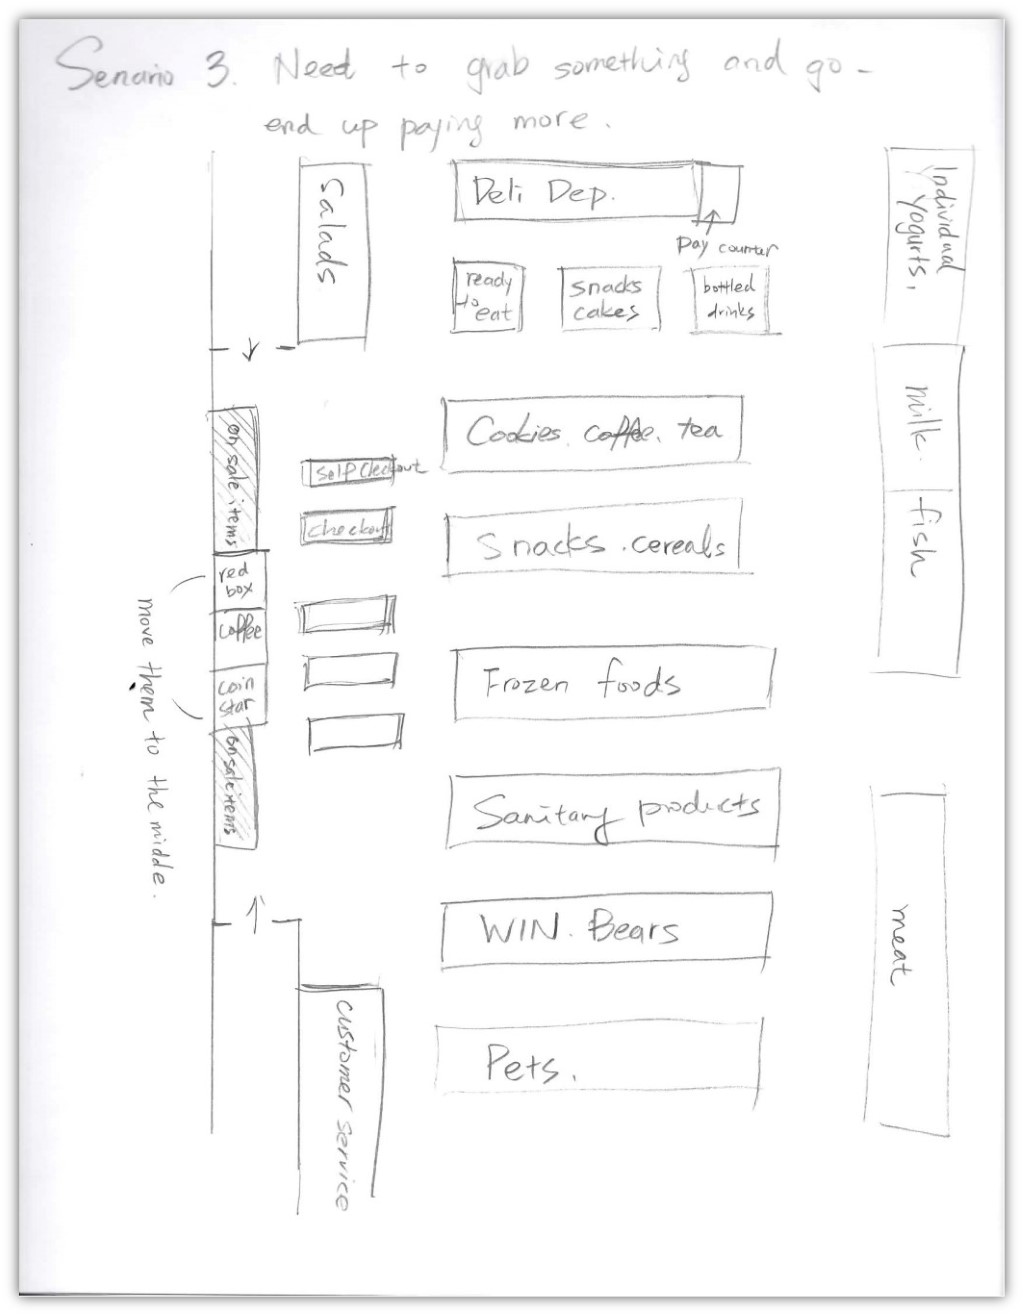 Senario 3. Need to grab something and go -
end up paying more.
Salads
Deli Dep.
Pay counter
ready
to
eat
snacks
cakes
bottled
drinks
Individual
Yogurts,
on sale items
self Checkout
checkout
Cookies. coffee. tea
Snacks. cereals
milk.
fish
red
box
coffee
coin
star
on sale items
move them to the midde.
Frozen foods
Sanitary products
WIN. Bears
meat
Pets.
customer service